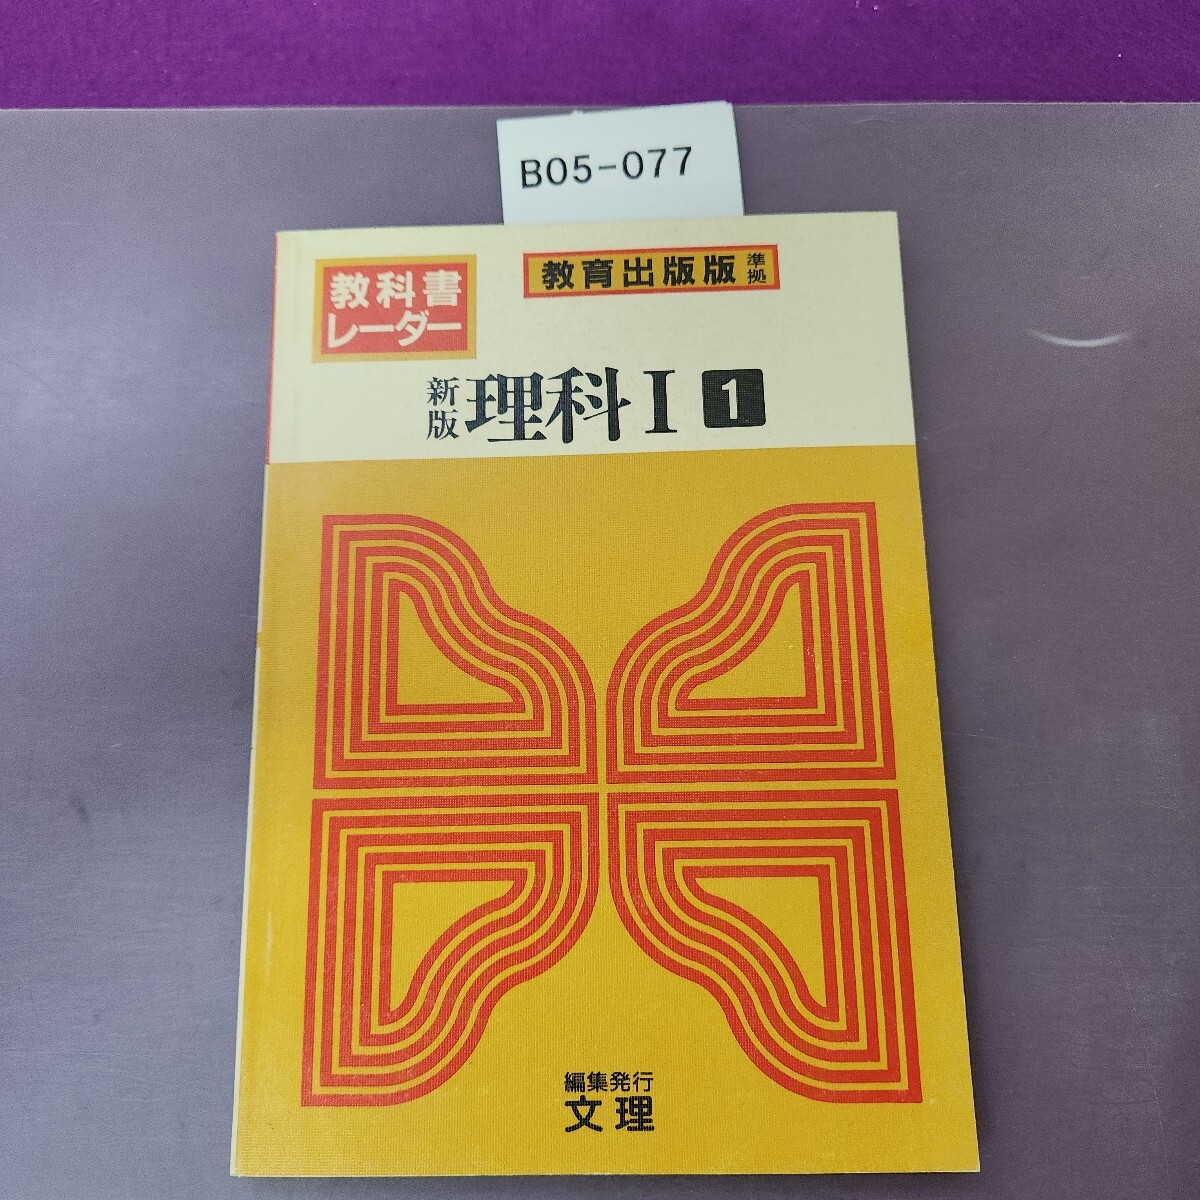 B05-077
教科書
レーダー
教育出版版 準拠
新版 理科I 1
編集発行
文理